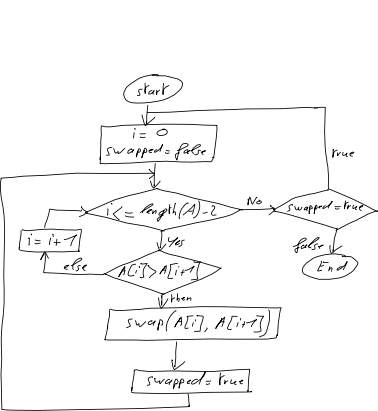 start
i = 0
swapped = false
true
i <= length(A)-2
No
swapped = true
i = i+1
Yes
false
End
else
A[i] > A[i+1]
then
swap(A[i], A[i+1])
swapped = true